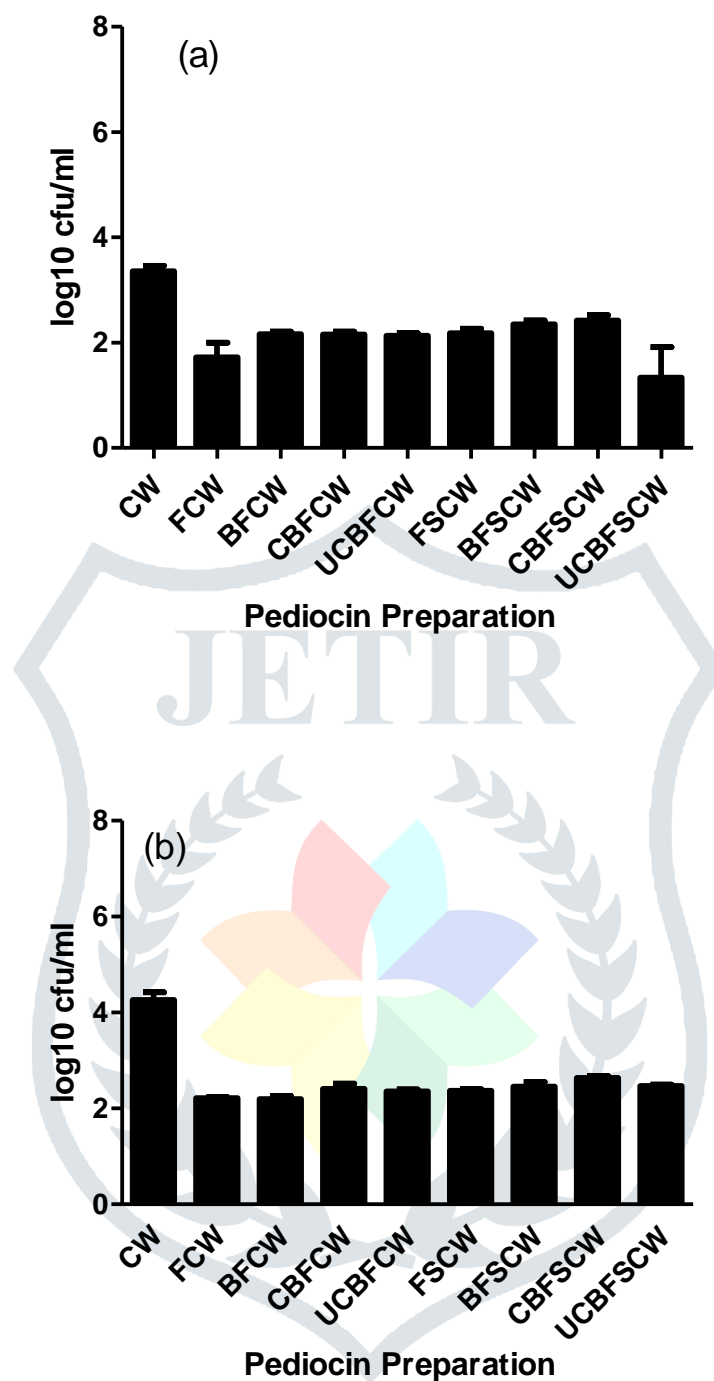 (a)
log10 cfu/ml
8
6
4
2
0
CW
FCW
BFCW
CBFCW
UCBFCW
FSCW
BFSCW
CBFSCW
UCBFSCW
Pediocin Preparation
JETIR
(b)
log10 cfu/ml
8
6
4
2
0
CW
FCW
BFCW
CBFCW
UCBFCW
FSCW
BFSCW
CBFSCW
UCBFSCW
Pediocin Preparation